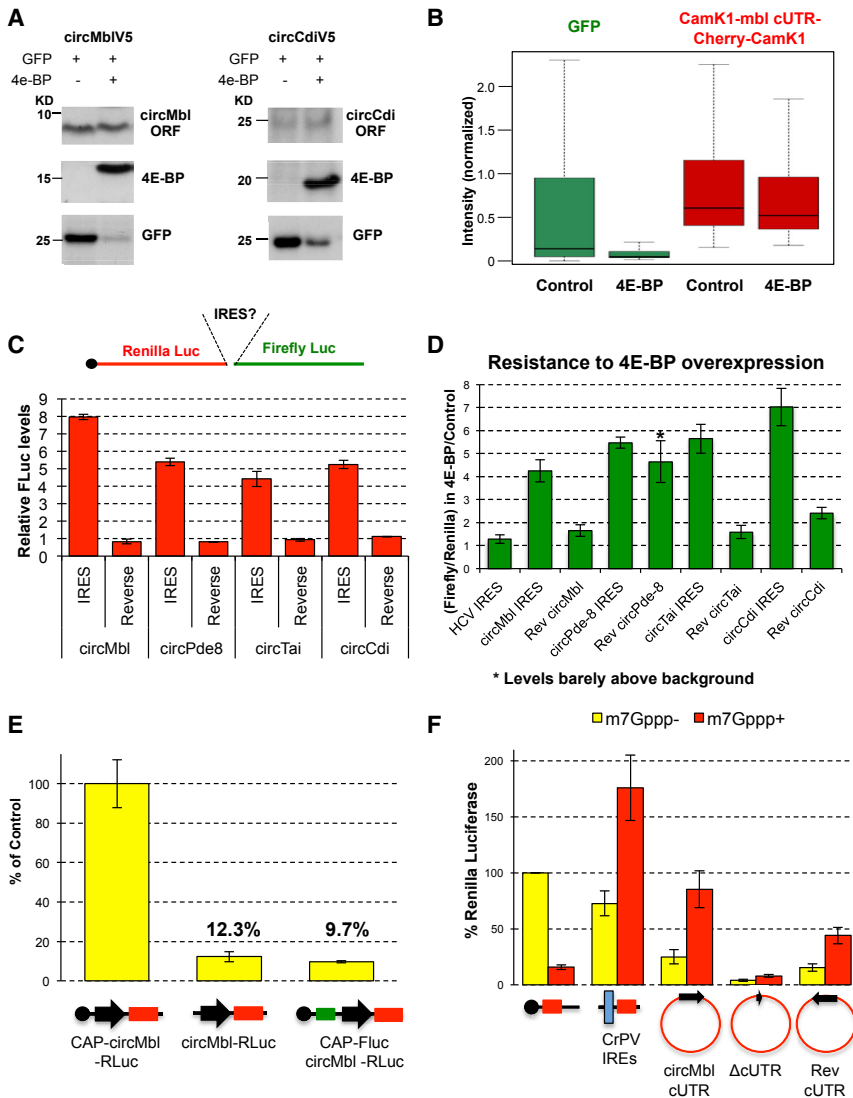 A
circMblV5
GFP + +
4e-BP - +
KD
10
circMbl
ORF
15
4E-BP
25
GFP
circCdiV5
GFP + +
4e-BP - +
KD
25
circCdi
ORF
20
4E-BP
25
GFP
B
GFP
CamK1-mbl cUTR-
Cherry-CamK1
Intensity (normalized)
2.0
1.5
1.0
0.5
0
Control 4E-BP Control 4E-BP
C
IRES?
Renilla Luc Firefly Luc
Relative FLuc levels
9
8
7
6
5
4
3
2
1
0
IRES Reverse IRES Reverse IRES Reverse IRES Reverse
circMbl circPde8 circTai circCdi
D
Resistance to 4E-BP overexpression
(Firefly/Renilla) in 4E-BP/Control
8
7
6
5
4
3
2
1
0
*
HCV IRES
circMbl IRES
Rev circMbl
circPde-8 IRES
Rev circPde-8
circTai IRES
Rev circTai
circCdi IRES
Rev circCdi
* Levels barely above background
E
% of Control
100
80
60
40
20
0
12.3%
9.7%
CAP-circMbl
-RLuc
circMbl-RLuc
CAP-Fluc
circMbl -RLuc
F
m7Gppp- m7Gppp+
% Renilla Luciferase
200
150
100
50
0
CrPV
IREs
circMbl
cUTR
ΔcUTR
Rev
cUTR